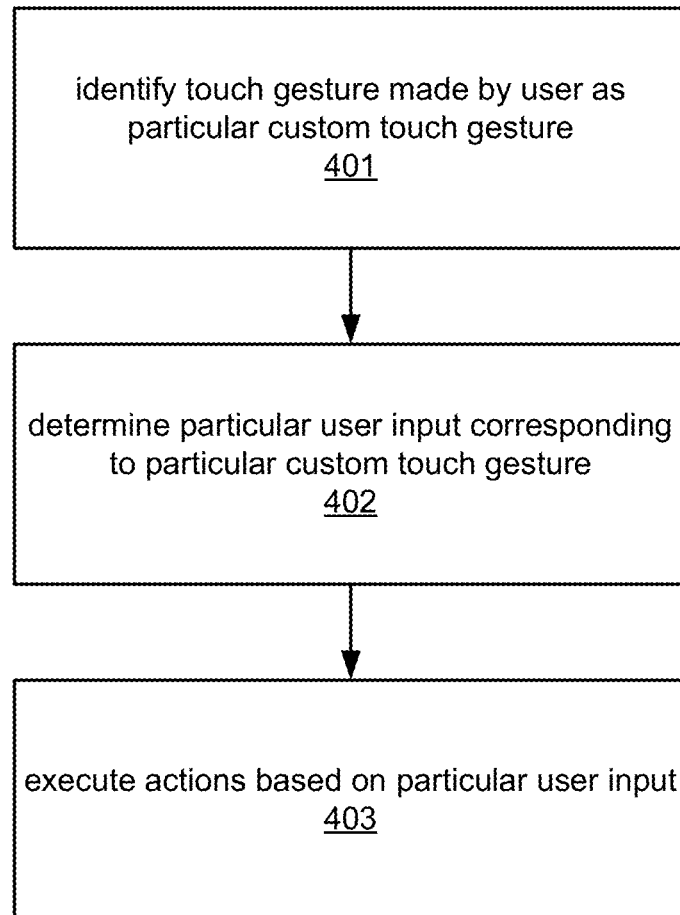 identify touch gesture made by user as
particular custom touch gesture
401
determine particular user input corresponding
to particular custom touch gesture
402
execute actions based on particular user input
403